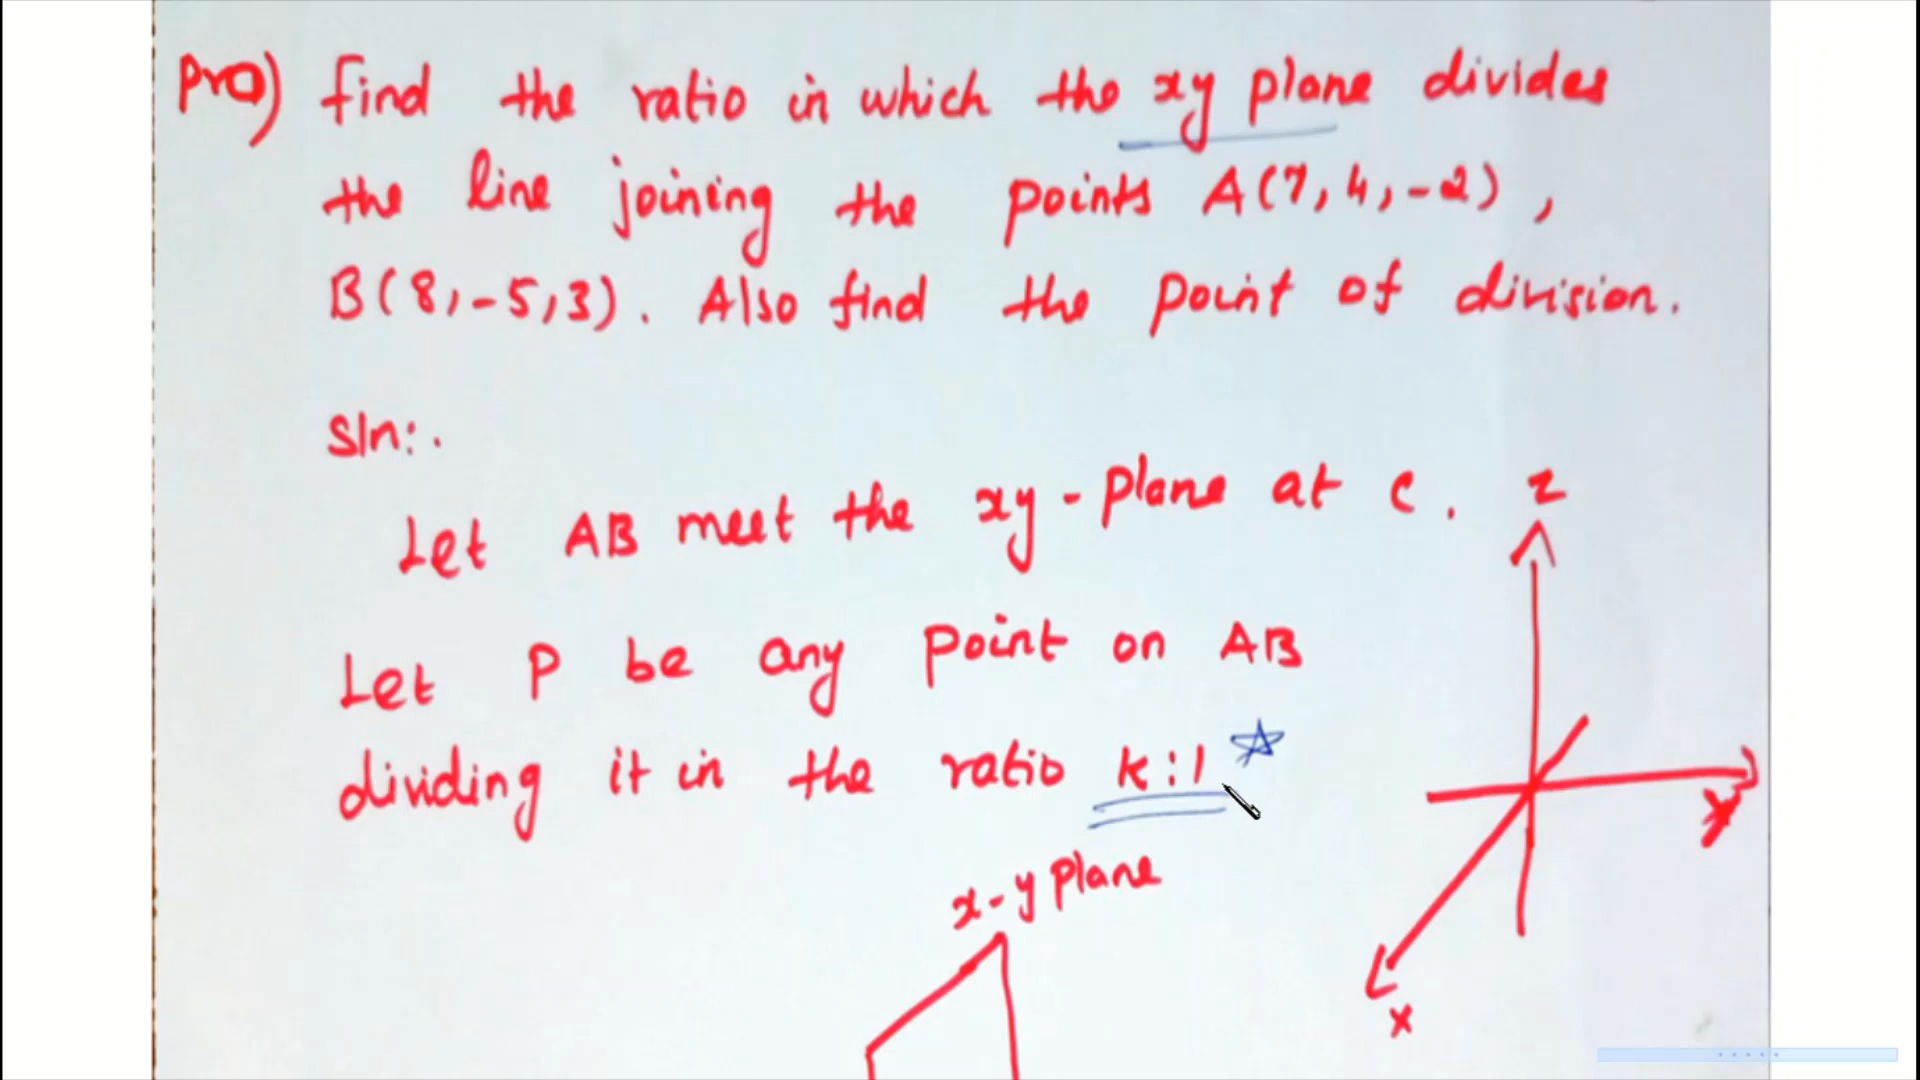 Pro) find the ratio in which the xy plane divides
the line joining the points A(7, 4, -2) ,
B(8, -5, 3). Also find the point of division.
Sln:.
Let AB meet the xy-plane at C.
Let P be any point on AB
dividing it in the ratio k:1
x-y plane
z
y
x